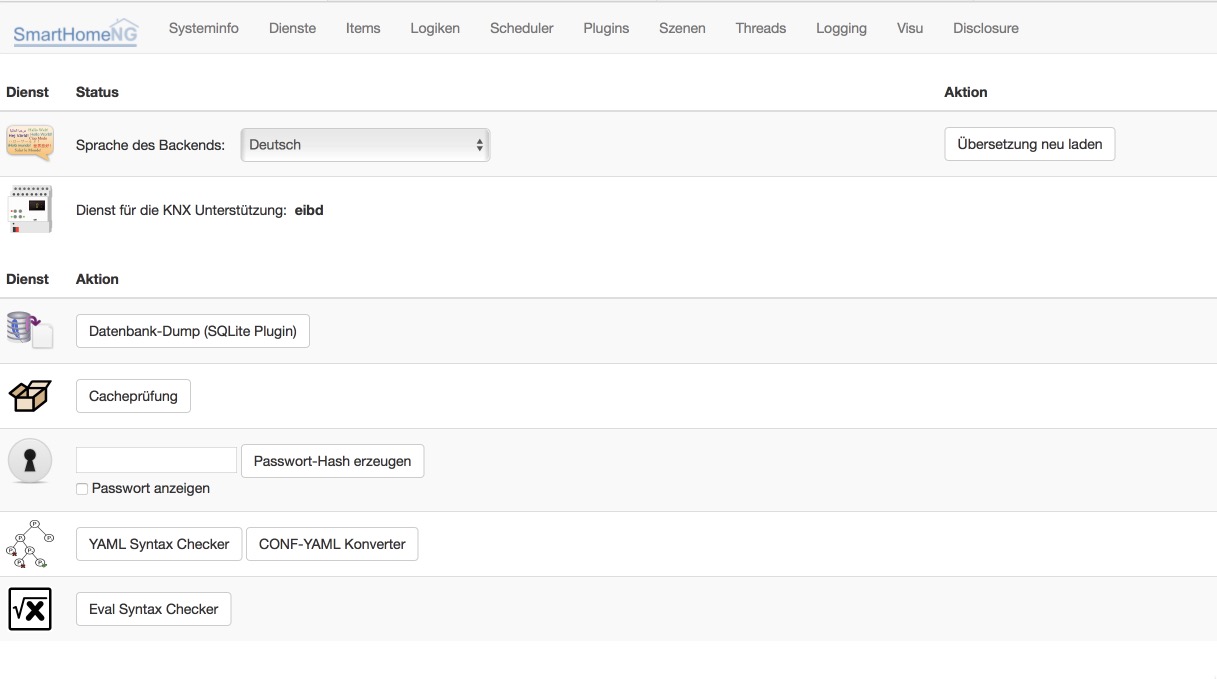 SmartHomeNG Systeminfo Dienste Items Logiken Scheduler Plugins Szenen Threads Logging Visu Disclosure
Dienst Status Aktion
Sprache des Backends: Deutsch Übersetzung neu laden
Dienst für die KNX Unterstützung: eibd
Dienst Aktion
Datenbank-Dump (SQLite Plugin)
Cacheprüfung
Passwort-Hash erzeugen
Passwort anzeigen
YAML Syntax Checker CONF-YAML Konverter
Eval Syntax Checker